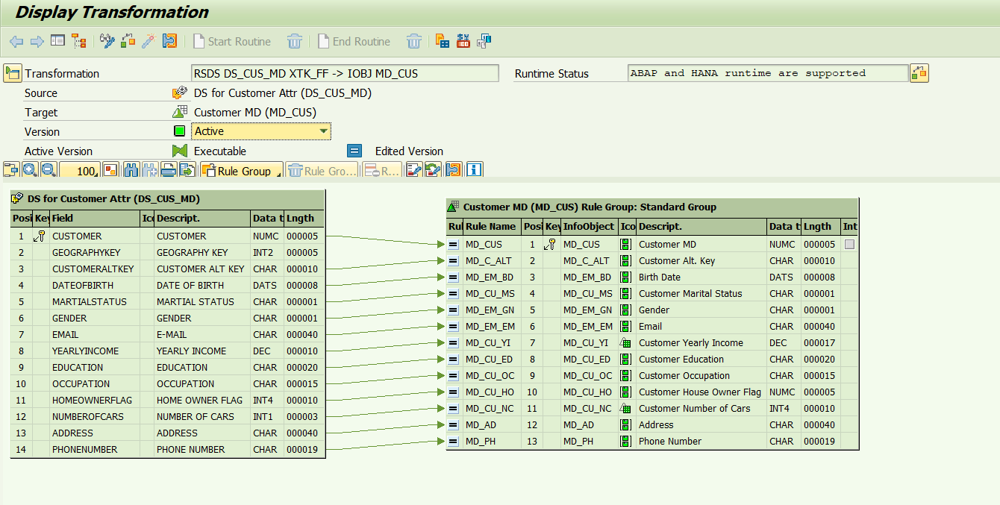 Display Transformation
Start Routine End Routine
Transformation RSDS DS_CUS_MD XTK_FF -> IOBJ MD_CUS Runtime Status ABAP and HANA runtime are supported
Source DS for Customer Attr (DS_CUS_MD)
Target Customer MD (MD_CUS)
Version Active
Active Version Executable Edited Version
100 Rule Group Rule Gro... R...
DS for Customer Attr (DS_CUS_MD)
Posi Key Field Ico Descript. Data t Lngth
1 CUSTOMER CUSTOMER NUMC 000005
2 GEOGRAPHYKEY GEOGRAPHY KEY INT2 000005
3 CUSTOMERALTKEY CUSTOMER ALT KEY CHAR 000010
4 DATEOFBIRTH DATE OF BIRTH DATS 000008
5 MARTIALSTATUS MARTIAL STATUS CHAR 000001
6 GENDER GENDER CHAR 000001
7 EMAIL E-MAIL CHAR 000040
8 YEARLYINCOME YEARLY INCOME DEC 000010
9 EDUCATION EDUCATION CHAR 000020
10 OCCUPATION OCCUPATION CHAR 000015
11 HOMEOWNERFLAG HOME OWNER FLAG INT4 000010
12 NUMBEROFCARS NUMBER OF CARS INT1 000003
13 ADDRESS ADDRESS CHAR 000040
14 PHONENUMBER PHONE NUMBER CHAR 000019
Customer MD (MD_CUS) Rule Group: Standard Group
Rul Rule Name Posi Key InfoObject Ico Descript. Data t Lngth Int
MD_CUS 1 MD_CUS Customer MD NUMC 000005
MD_C_ALT 2 MD_C_ALT Customer Alt. Key CHAR 000010
MD_EM_BD 3 MD_EM_BD Birth Date DATS 000008
MD_CU_MS 4 MD_CU_MS Customer Marital Status CHAR 000001
MD_EM_GN 5 MD_EM_GN Gender CHAR 000001
MD_EM_EM 6 MD_EM_EM Email CHAR 000040
MD_CU_YI 7 MD_CU_YI Customer Yearly Income DEC 000017
MD_CU_ED 8 MD_CU_ED Customer Education CHAR 000020
MD_CU_OC 9 MD_CU_OC Customer Occupation CHAR 000015
MD_CU_HO 10 MD_CU_HO Customer House Owner Flag NUMC 000005
MD_CU_NC 11 MD_CU_NC Customer Number of Cars INT4 000010
MD_AD 12 MD_AD Address CHAR 000040
MD_PH 13 MD_PH Phone Number CHAR 000019